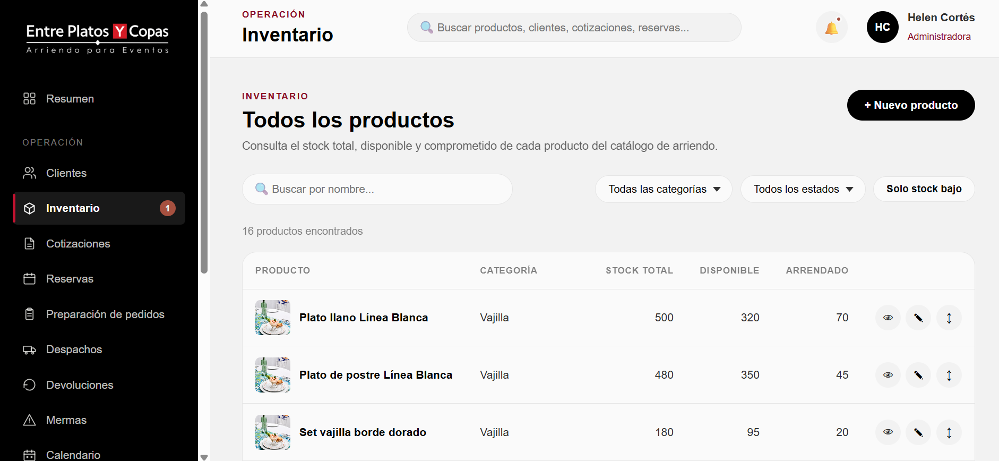 Entre Platos Y Copas
Arriendo para Eventos
Resumen
OPERACIÓN
Clientes
Inventario 1
Cotizaciones
Reservas
Preparación de pedidos
Despachos
Devoluciones
Mermas
Calendario
OPERACIÓN
Inventario
Buscar productos, clientes, cotizaciones, reservas...
HC
Helen Cortés
Administradora
INVENTARIO
Todos los productos
Consulta el stock total, disponible y comprometido de cada producto del catálogo de arriendo.
+ Nuevo producto
Buscar por nombre...
Todas las categorías
Todos los estados
Solo stock bajo
16 productos encontrados
PRODUCTO CATEGORÍA STOCK TOTAL DISPONIBLE ARRENDADO
Plato llano Línea Blanca Vajilla 500 320 70
Plato de postre Línea Blanca Vajilla 480 350 45
Set vajilla borde dorado Vajilla 180 95 20